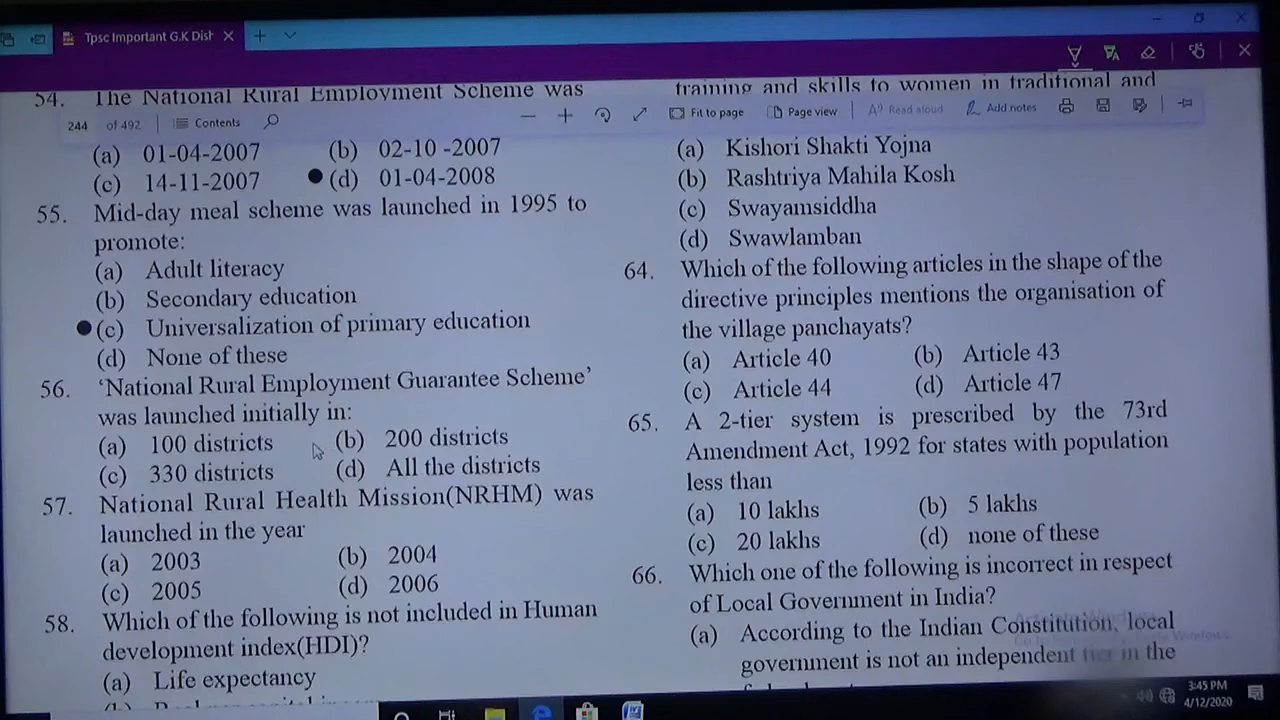 Tpsc Important G.K Dist
54. The National Rural Employment Scheme was
244 of 492 Contents
Fit to page Page view Read aloud Add notes
(a) 01-04-2007 (b) 02-10 -2007
(c) 14-11-2007 (d) 01-04-2008
55. Mid-day meal scheme was launched in 1995 to
promote:
(a) Adult literacy
(b) Secondary education
(c) Universalization of primary education
(d) None of these
56. ‘National Rural Employment Guarantee Scheme’
was launched initially in:
(a) 100 districts (b) 200 districts
(c) 330 districts (d) All the districts
57. National Rural Health Mission(NRHM) was
launched in the year
(a) 2003 (b) 2004
(c) 2005 (d) 2006
58. Which of the following is not included in Human
development index(HDI)?
(a) Life expectancy
training and skills to women in traditional and
(a) Kishori Shakti Yojna
(b) Rashtriya Mahila Kosh
(c) Swayamsiddha
(d) Swawlamban
64. Which of the following articles in the shape of the
directive principles mentions the organisation of
the village panchayats?
(a) Article 40 (b) Article 43
(c) Article 44 (d) Article 47
65. A 2-tier system is prescribed by the 73rd
Amendment Act, 1992 for states with population
less than
(a) 10 lakhs (b) 5 lakhs
(c) 20 lakhs (d) none of these
66. Which one of the following is incorrect in respect
of Local Government in India?
(a) According to the Indian Constitution, local
government is not an independent tier in the
3:45 PM
4/12/2020